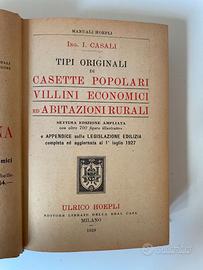 MANUALI HOEPLI
ING. I. CASALI
TIPI ORIGINALI
DI
CASETTE POPOLARI
VILLINI ECONOMICI
ED ABITAZIONI RURALI
SETTIMA EDIZIONE AMPLIATA
con oltre 700 figure illustrative
e APPENDICE sulla LEGISLAZIONE EDILIZIA
completa ed aggiornata al 1° luglio 1927
ULRICO HOEPLI
EDITORE LIBRAIO DELLA REAL CASA
MILANO